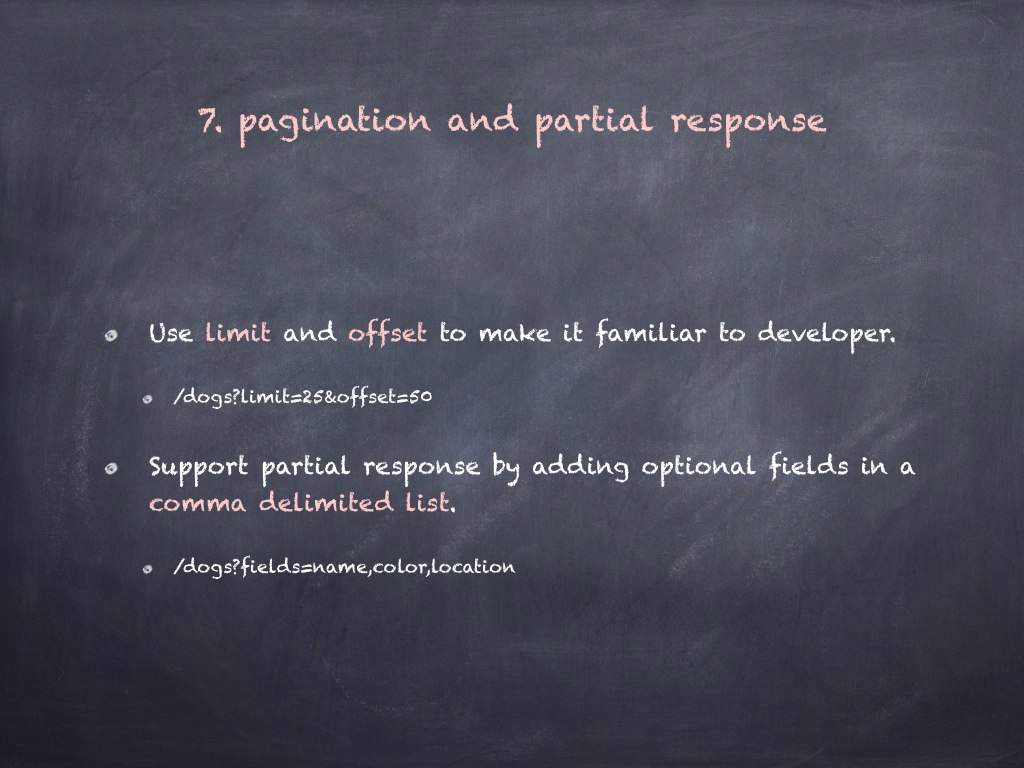 7. pagination and partial response
Use limit and offset to make it familiar to developer.
/dogs?limit=25&offset=50
Support partial response by adding optional fields in a
comma delimited list.
/dogs?fields=name,color,location